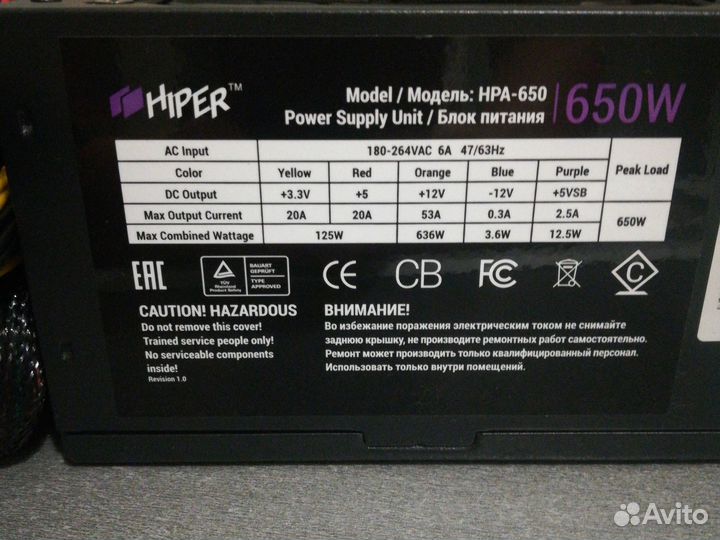 HIPER™
Model / Модель: HPA-650
Power Supply Unit / Блок питания
650W
AC Input 180-264VAC 6A 47/63Hz Peak Load
Color Yellow Red Orange Blue Purple
DC Output +3.3V +5 +12V -12V +5VSB
Max Output Current 20A 20A 53A 0.3A 2.5A 650W
Max Combined Wattage 125W 636W 3.6W 12.5W
EAC
TÜV Rheinland Product Safety
BAUART GEPRÜFT
TYPE APPROVED
CE CB FC C
CAUTION! HAZARDOUS
Do not remove this cover!
Trained service people only!
No serviceable components
inside!
Revision 1.0
ВНИМАНИЕ!
Во избежание поражения электрическим током не снимайте
заднюю крышку, не производите ремонтных работ самостоятельно.
Ремонт может производить только квалифицированный персонал.
Использовать только внутри помещений.
Avito